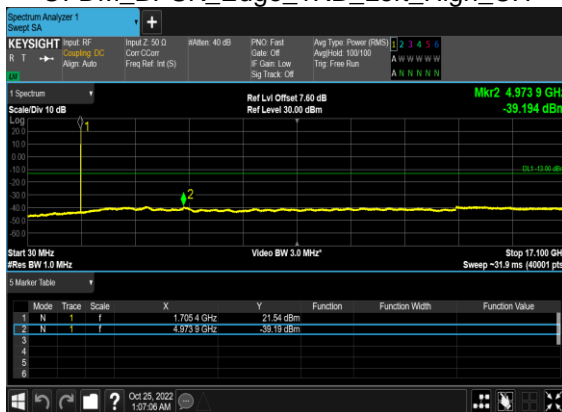 Spectrum Analyzer 1
Swept SA
+
KEYSIGHT Input: RF Input Z: 50 Ω #Atten: 40 dB PNO: Fast Avg Type: Power (RMS) 1 2 3 4 5 6
R T Coupling: DC Corr CCorr Gate: Off Avg|Hold: 100/100 A W W W W W
Align: Auto Freq Ref: Int (S) IF Gain: Low Trig: Free Run
LXI Sig Track: Off A N N N N N
1 Spectrum Ref Lvl Offset 7.60 dB Mkr2 4.973 9 GHz
Scale/Div 10 dB Ref Level 30.00 dBm -39.194 dBm
Log
20.0
10.0
0.00
-10.0
-20.0
-30.0
-40.0
-50.0
-60.0
1
2
DL1 -13.00 dBm
Start 30 MHz Video BW 3.0 MHz* Stop 17.100 GHz
#Res BW 1.0 MHz Sweep ~31.9 ms (40001 pts)
5 Marker Table
Mode Trace Scale X Y Function Function Width Function Value
1 N 1 f 1.705 4 GHz 21.54 dBm
2 N 1 f 4.973 9 GHz -39.19 dBm
3
4
5
6
? Oct 25, 2022
1:07:06 AM